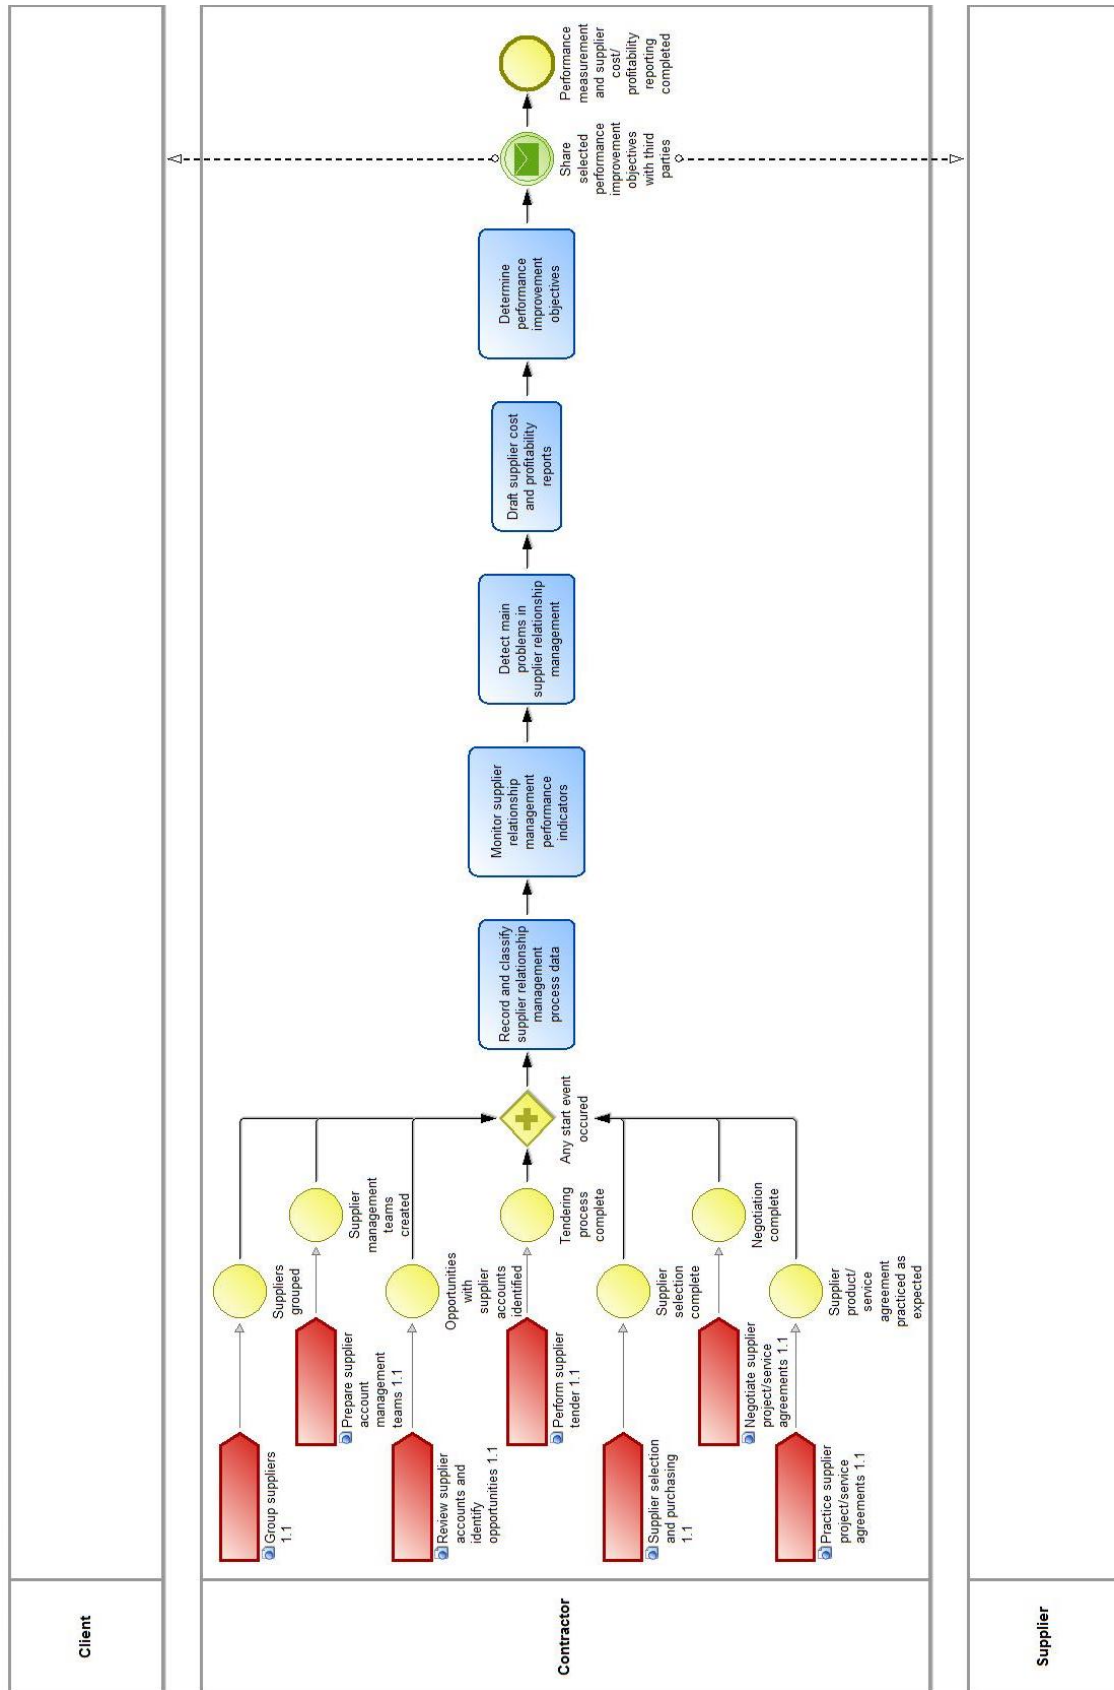 Client
Contractor
Supplier
Group suppliers
1.1
Suppliers
grouped
Prepare supplier
account
management
teams 1.1
Supplier
management
teams
created
Review supplier
accounts and
identify
opportunities 1.1
Opportunities
with
supplier
accounts
identified
Perform supplier
tender 1.1
Tendering
process
complete
Supplier selection
and purchasing
1.1
Supplier
selection
complete
Negotiate supplier
project/service
agreements 1.1
Negotiation
complete
Practice supplier
project/service
agreements 1.1
Supplier
product/
service
agreement
practiced as
expected
Any start event
occured
Record and classify
supplier relationship
management
process data
Monitor supplier
relationship
management
performance
indicators
Detect main
problems in
supplier relationship
management
Draft supplier cost
and profitability
reports
Determine
performance
improvement
objectives
Share
selected
performance
improvement
objectives
with third
parties
Performance
measurement
and supplier
cost/
profitability
reporting
completed